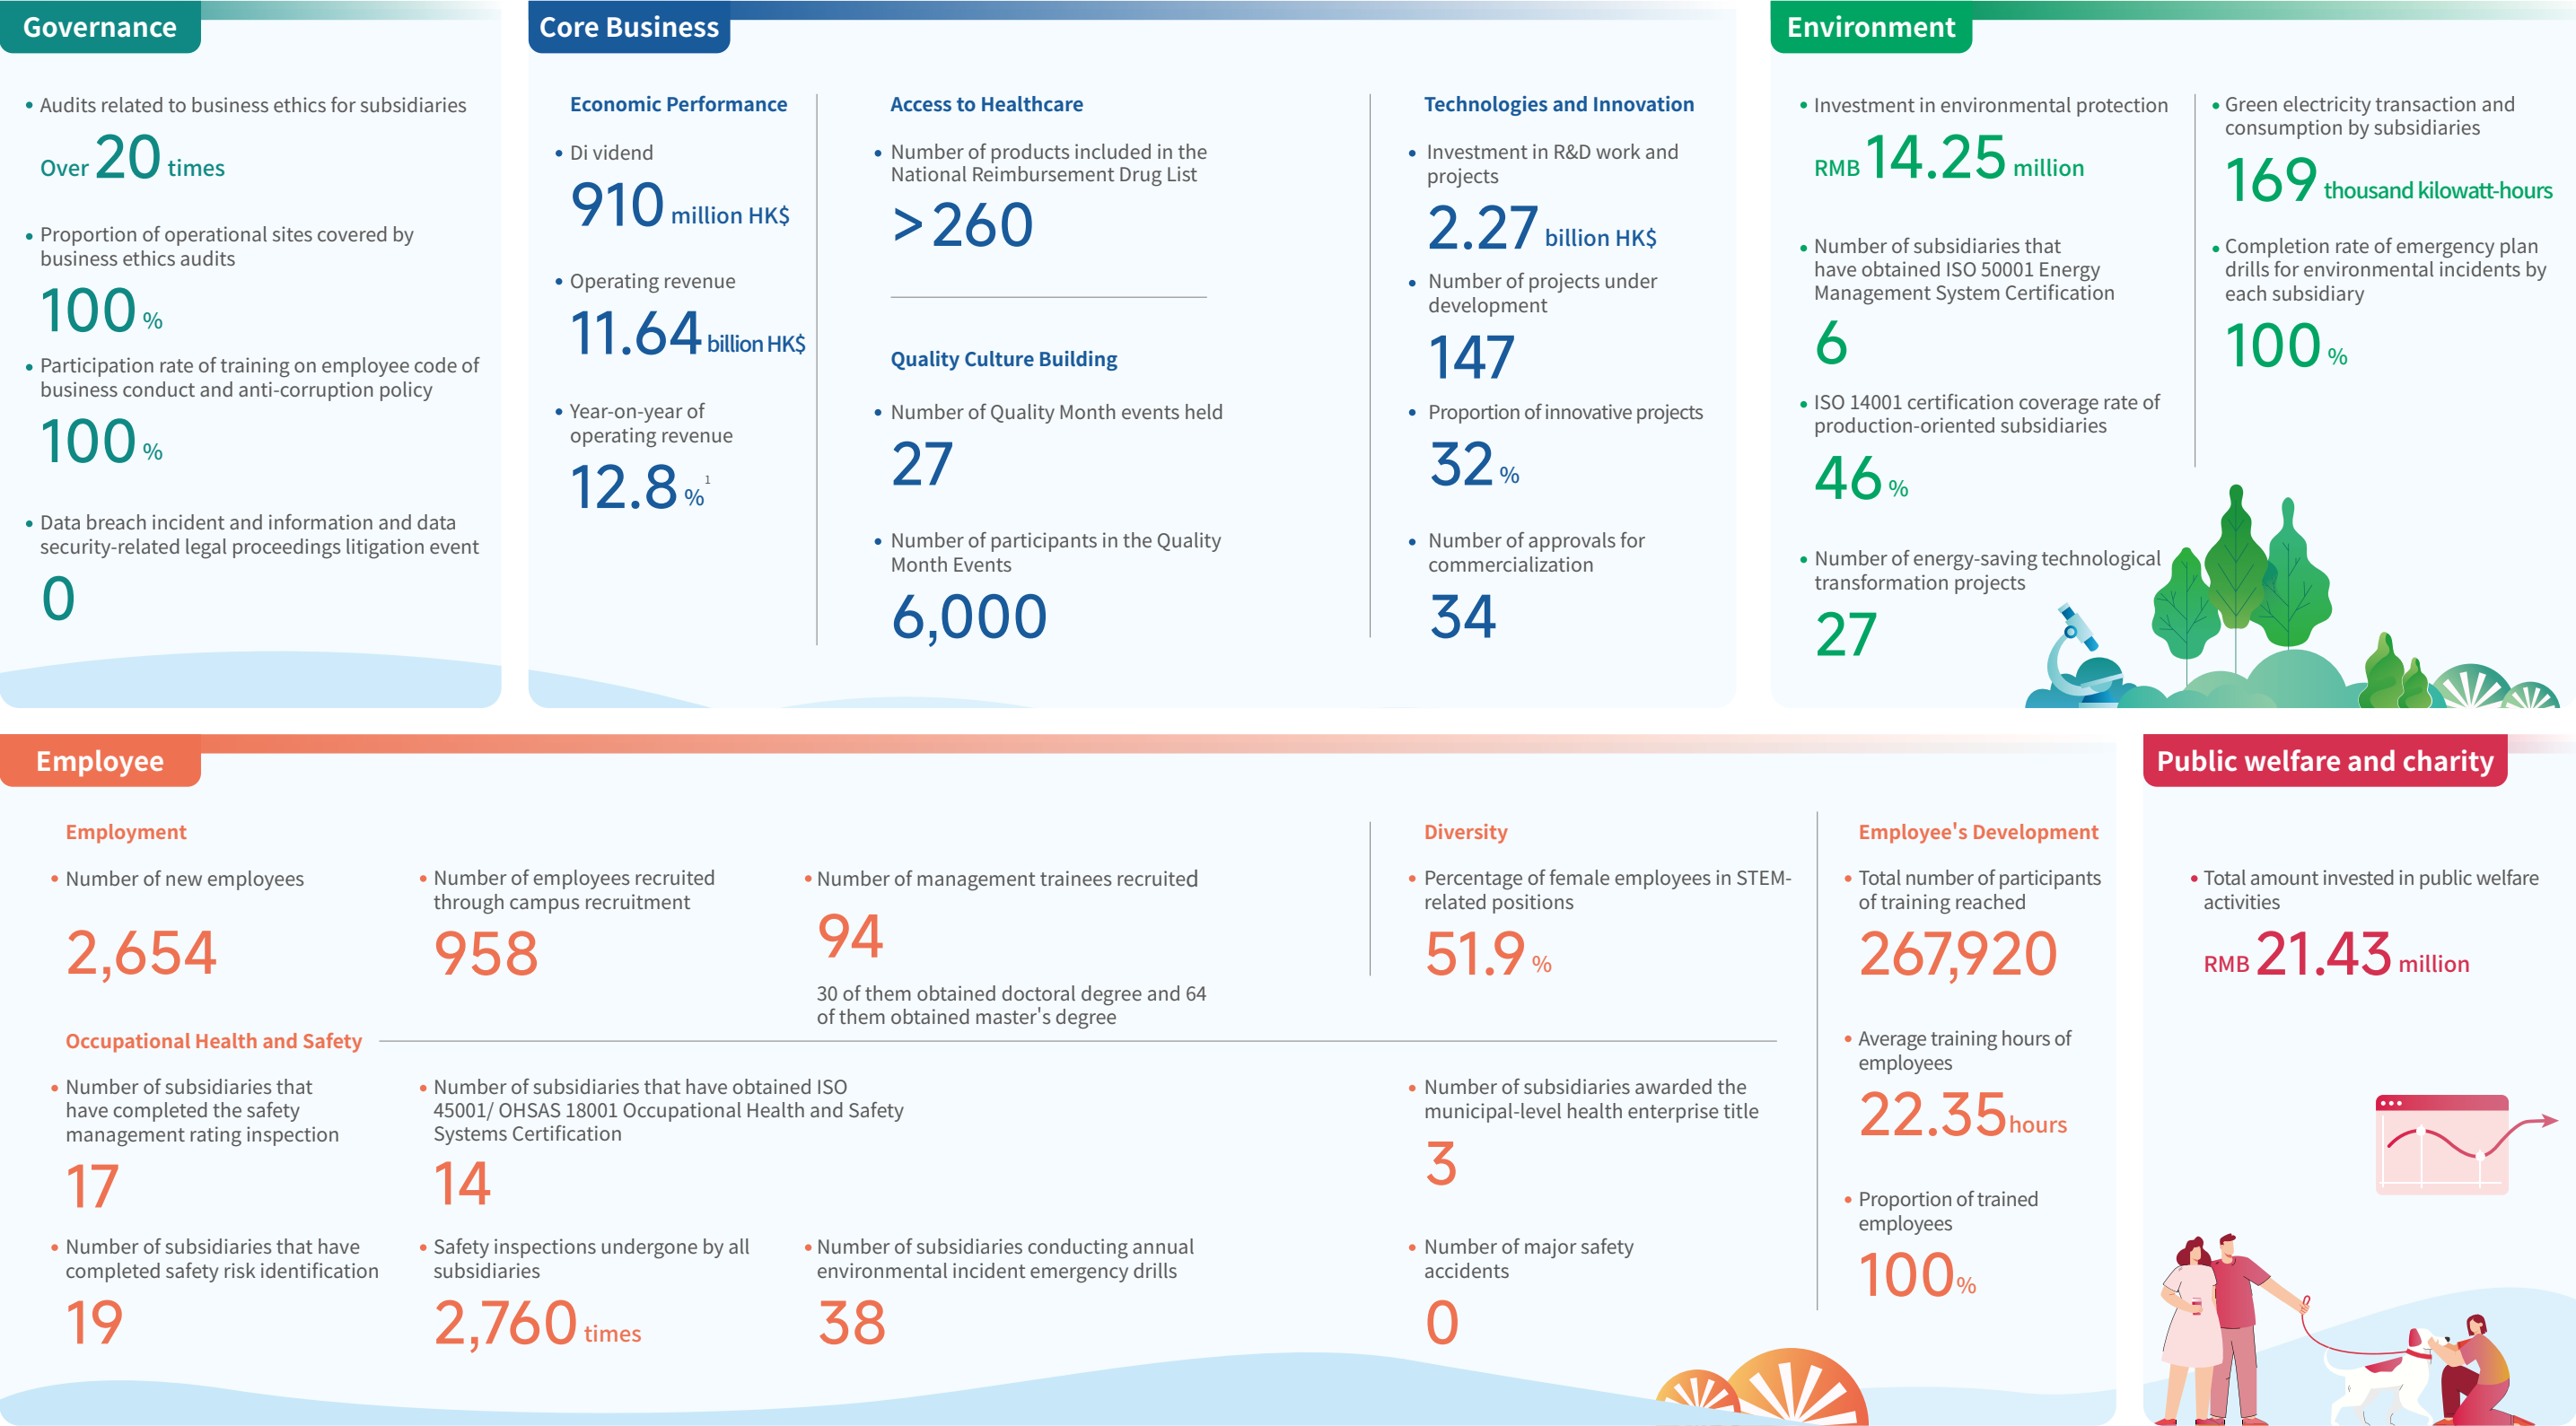 Governance
• Audits related to business ethics for subsidiaries
Over 20 times
• Proportion of operational sites covered by
business ethics audits
100 %
• Participation rate of training on employee code of
business conduct and anti-corruption policy
100 %
• Data breach incident and information and data
security-related legal proceedings litigation event
0
Core Business
Economic Performance
• Di vidend
910 million HK$
• Operating revenue
11.64 billion HK$
• Year-on-year of
operating revenue
12.8 %1
Access to Healthcare
• Number of products included in the
National Reimbursement Drug List
>260
Quality Culture Building
• Number of Quality Month events held
27
• Number of participants in the Quality
Month Events
6,000
Technologies and Innovation
• Investment in R&D work and
projects
2.27 billion HK$
• Number of projects under
development
147
• Proportion of innovative projects
32 %
• Number of approvals for
commercialization
34
Environment
• Investment in environmental protection
RMB 14.25 million
• Number of subsidiaries that
have obtained ISO 50001 Energy
Management System Certification
6
• ISO 14001 certification coverage rate of
production-oriented subsidiaries
46 %
• Number of energy-saving technological
transformation projects
27
• Green electricity transaction and
consumption by subsidiaries
169 thousand kilowatt-hours
• Completion rate of emergency plan
drills for environmental incidents by
each subsidiary
100 %
Employee
Employment
• Number of new employees
2,654
• Number of employees recruited
through campus recruitment
958
• Number of management trainees recruited
94
30 of them obtained doctoral degree and 64
of them obtained master's degree
Diversity
• Percentage of female employees in STEM-
related positions
51.9 %
Occupational Health and Safety
• Number of subsidiaries that
have completed the safety
management rating inspection
17
• Number of subsidiaries that have obtained ISO
45001/ OHSAS 18001 Occupational Health and Safety
Systems Certification
14
• Number of subsidiaries awarded the
municipal-level health enterprise title
3
• Number of subsidiaries that have
completed safety risk identification
19
• Safety inspections undergone by all
subsidiaries
2,760 times
• Number of subsidiaries conducting annual
environmental incident emergency drills
38
• Number of major safety
accidents
0
Employee's Development
• Total number of participants
of training reached
267,920
• Average training hours of
employees
22.35 hours
• Proportion of trained
employees
100%
Public welfare and charity
• Total amount invested in public welfare
activities
RMB 21.43 million